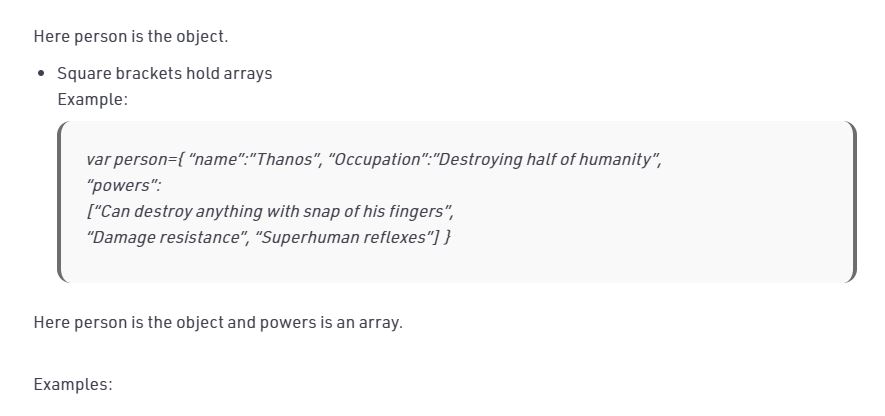 Here person is the object.
• Square brackets hold arrays
Example:
var person={ “name”:”Thanos”, “Occupation”:”Destroying half of humanity”,
“powers”:
[“Can destroy anything with snap of his fingers”,
“Damage resistance”, “Superhuman reflexes”] }
Here person is the object and powers is an array.
Examples: